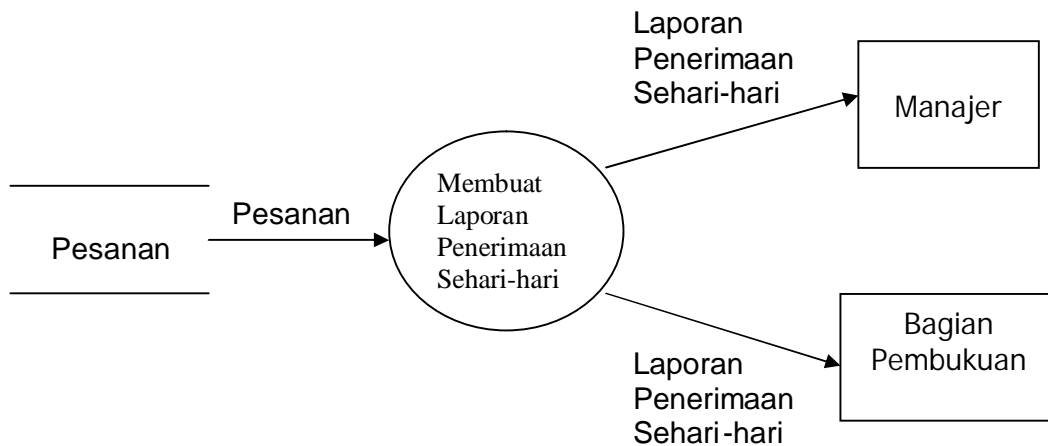 Laporan
Penerimaan
Sehari-hari
Manajer
Pesanan
Pesanan
Membuat
Laporan
Penerimaan
Sehari-hari
Bagian
Pembukuan
Laporan
Penerimaan
Sehari-hari